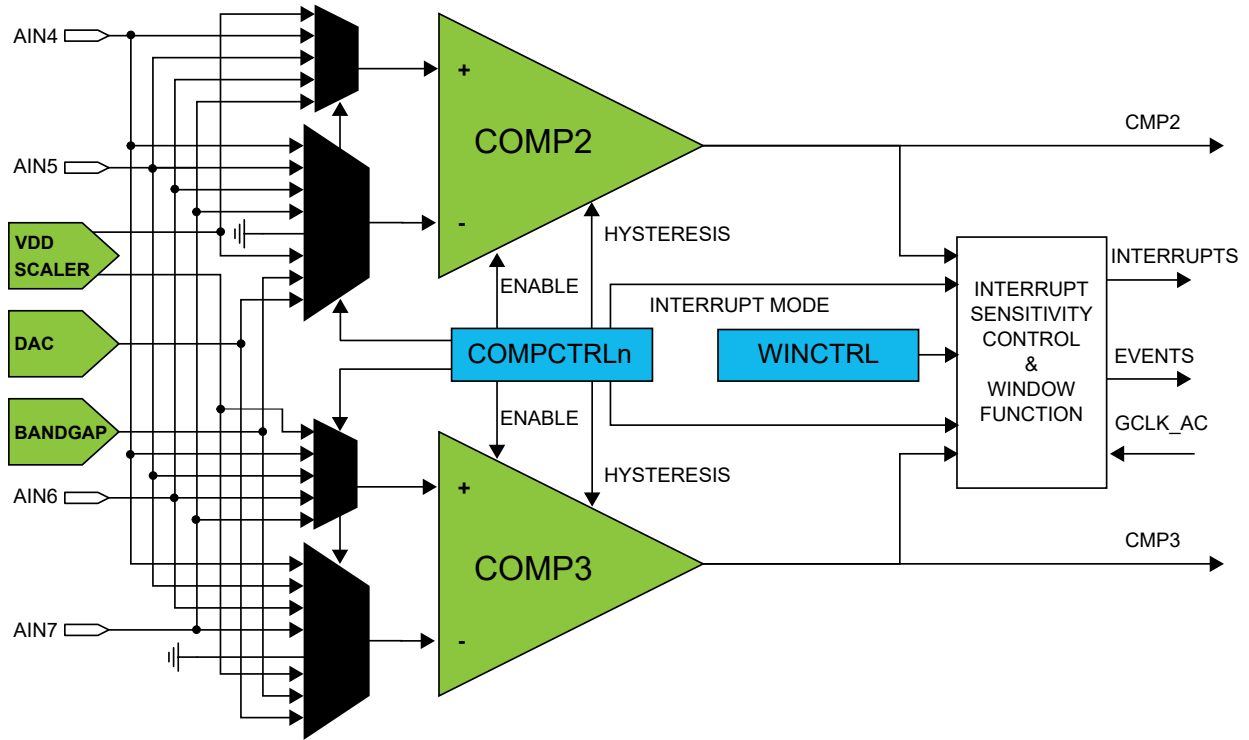 AIN4
+
COMP2
CMP2
AIN5
-
HYSTERESIS
VDD
SCALER
ENABLE
INTERRUPT MODE
INTERRUPTS
INTERRUPT
SENSITIVITY
CONTROL
&
WINDOW
FUNCTION
DAC
COMPCTRLn
WINCTRL
EVENTS
BANDGAP
ENABLE
GCLK_AC
HYSTERESIS
AIN6
+
COMP3
CMP3
AIN7
-